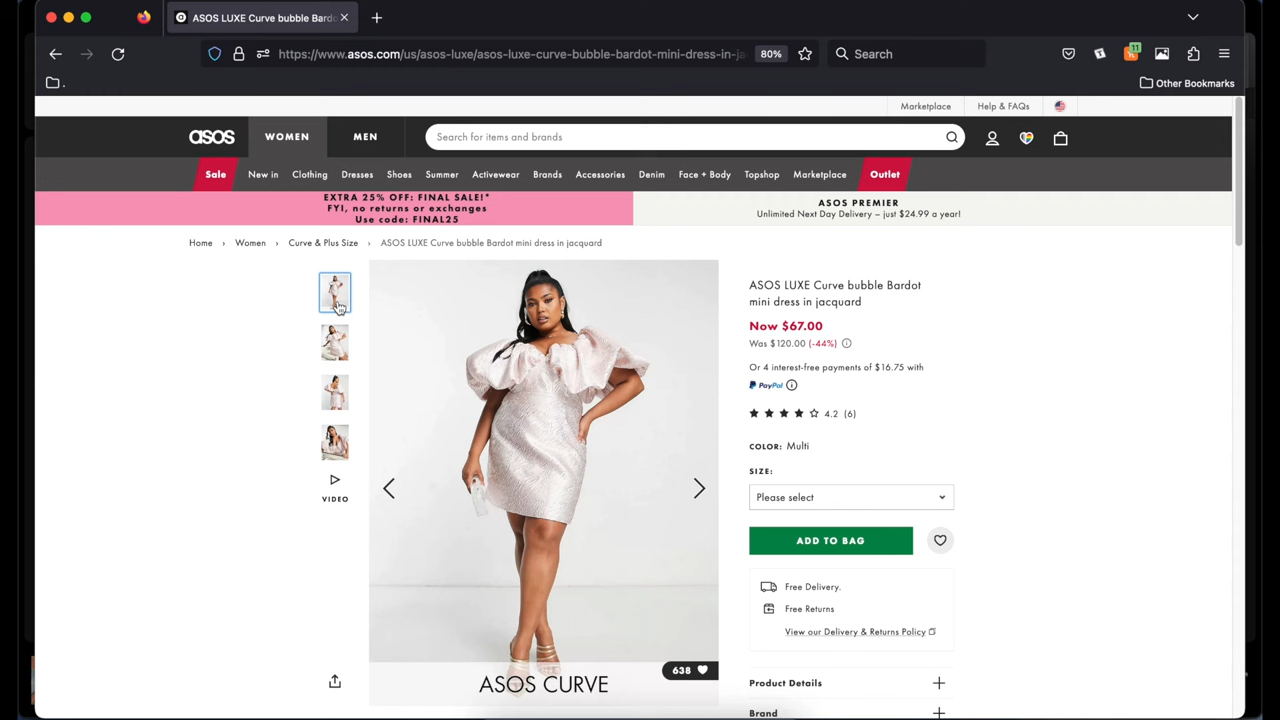 ASOS LUXE Curve bubble Bardo
https://www.asos.com/us/asos-luxe/asos-luxe-curve-bubble-bardot-mini-dress-in-ja
80%
Search
11
.
Other Bookmarks
Marketplace
Help & FAQs
asos
WOMEN
MEN
Search for items and brands
Sale
New in
Clothing
Dresses
Shoes
Summer
Activewear
Brands
Accessories
Denim
Face + Body
Topshop
Marketplace
Outlet
EXTRA 25% OFF: FINAL SALE!*
FYI, no returns or exchanges
Use code: FINAL25
ASOS PREMIER
Unlimited Next Day Delivery – just $24.99 a year!
Home › Women › Curve & Plus Size › ASOS LUXE Curve bubble Bardot mini dress in jacquard
VIDEO
638
ASOS CURVE
ASOS LUXE Curve bubble Bardot
mini dress in jacquard
Now $67.00
Was $120.00 (-44%)
Or 4 interest-free payments of $16.75 with
PayPal
4.2 (6)
COLOR: Multi
SIZE:
Please select
ADD TO BAG
Free Delivery.
Free Returns
View our Delivery & Returns Policy
Product Details
Brand